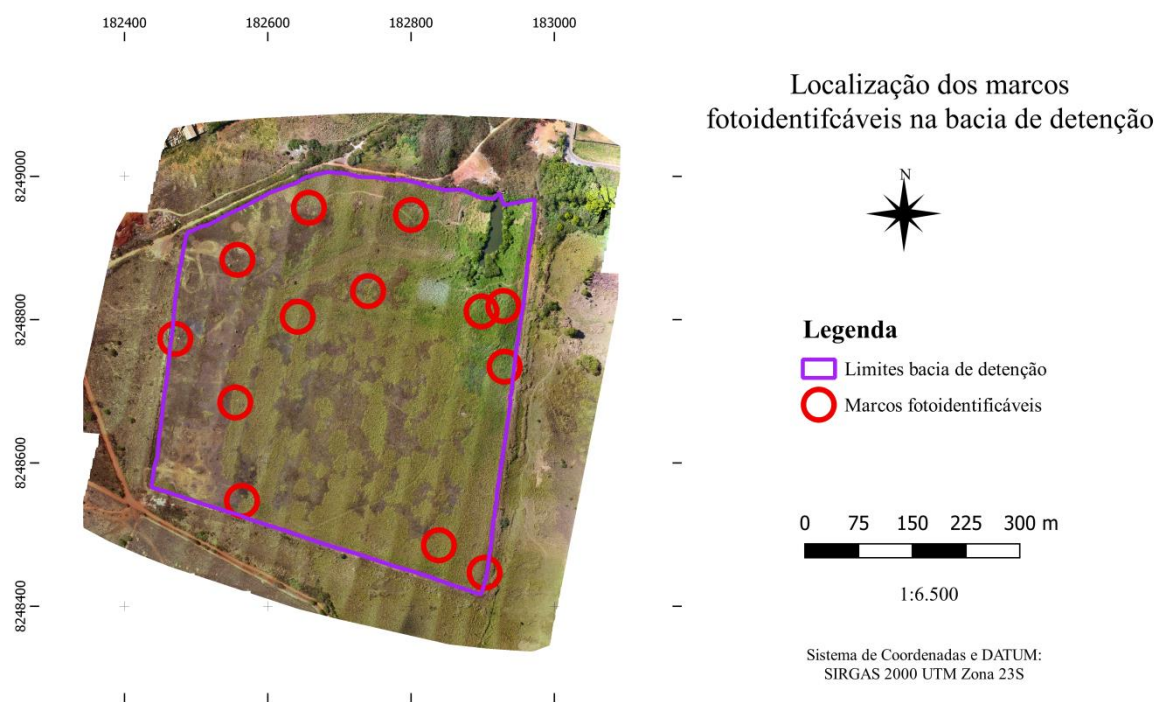 182400 182600 182800 183000
Localização dos marcos
fotoidentifcáveis na bacia de detenção
N
8249000
8248800
8248600
8248400
Legenda
Limites bacia de detenção
Marcos fotoidentificáveis
0 75 150 225 300 m
1:6.500
Sistema de Coordenadas e DATUM:
SIRGAS 2000 UTM Zona 23S